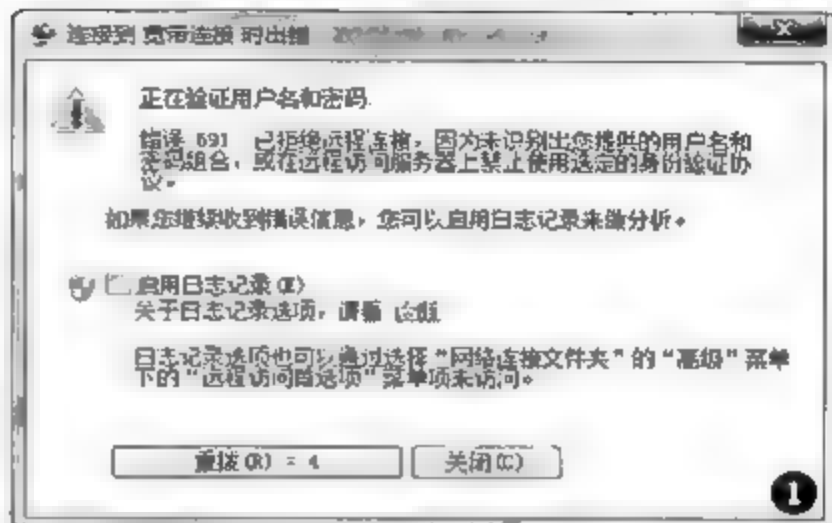 连接到 宽带连接 时出错
正在验证用户名和密码
错误 691 已拒绝远程连接，因为未识别出您提供的用户名和
密码组合，或在远程访问服务器上禁止使用选定的身份验证协
议。
如果您继续收到错误信息，您可以启用日志记录来做分析。
启用日志记录(E)
关于日志记录选项，请看
日志记录选项也可以通过选择“网络连接文件夹”的“高级”菜单
下的“远程访问首选项”菜单项来访问。
重拨(R) = 4
关闭(C)
1